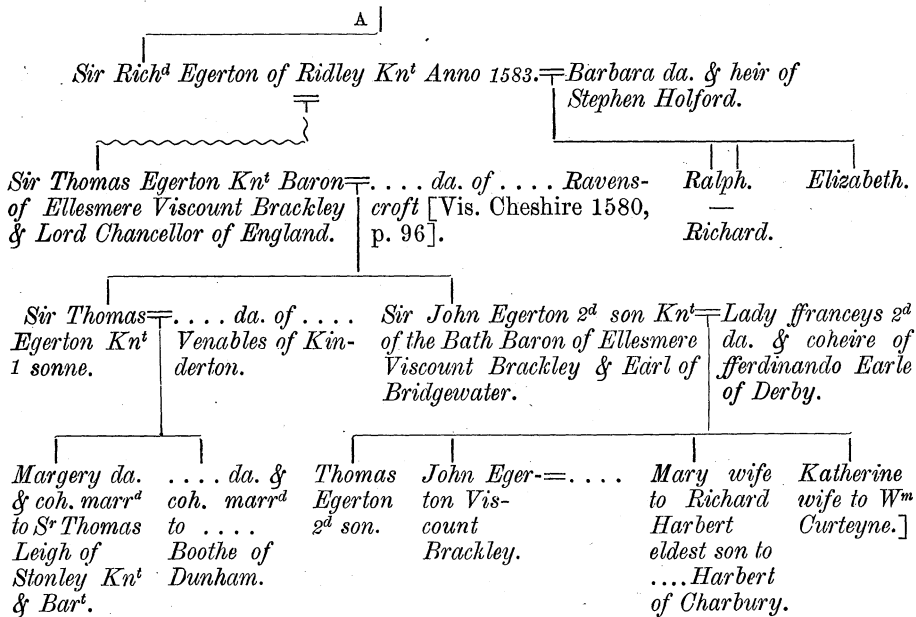 A
Sir Richd Egerton of Ridley Knt Anno 1583.
Barbara da. & heir of
Stephen Holford.
Sir Thomas Egerton Knt Baron
of Ellesmere Viscount Brackley
& Lord Chancellor of England.
. . . . da. of . . . . Ravens-
croft [Vis. Cheshire 1580,
p. 96].
Ralph.
—
Richard.
Elizabeth.
Sir Thomas
Egerton Knt
1 sonne.
. . . . da. of . . . .
Venables of Kin-
derton.
Sir John Egerton 2d son Knt
of the Bath Baron of Ellesmere
Viscount Brackley & Earl of
Bridgewater.
Lady ffranceys 2d
da. & coheire of
fferdinando Earle
of Derby.
Margery da.
& coh. marrd
to Sr Thomas
Leigh of
Stonley Knt
& Bart.
. . . . da. &
coh. marrd
to . . . .
Boothe of
Dunham.
Thomas
Egerton
2d son.
John Eger-
ton Vis-
count
Brackley.
. . . .
Mary wife
to Richard
Harbert
eldest son to
. . . . Harbert
of Charbury.
Katherine
wife to Wm
Curteyne.]